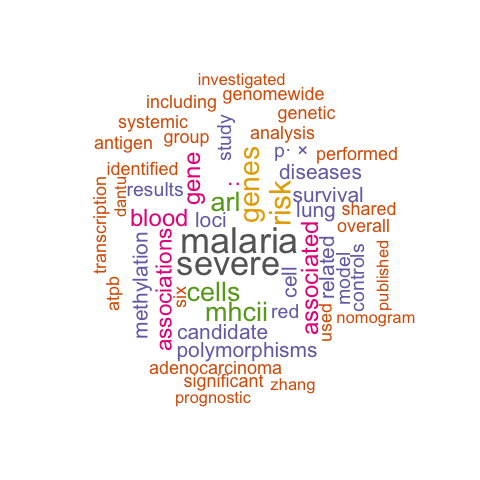 investigated
including genomewide
systemic genetic
antigen group study analysis
p· × performed
identified gene genes diseases
dantu results : : arl risk survival
transcription blood loci lung shared
overall
malaria
severe
methylation associations cell associated related model controls published
atpb six cells mhcii red used nomogram
candidate
polymorphisms
adenocarcinoma
significant zhang
prognostic